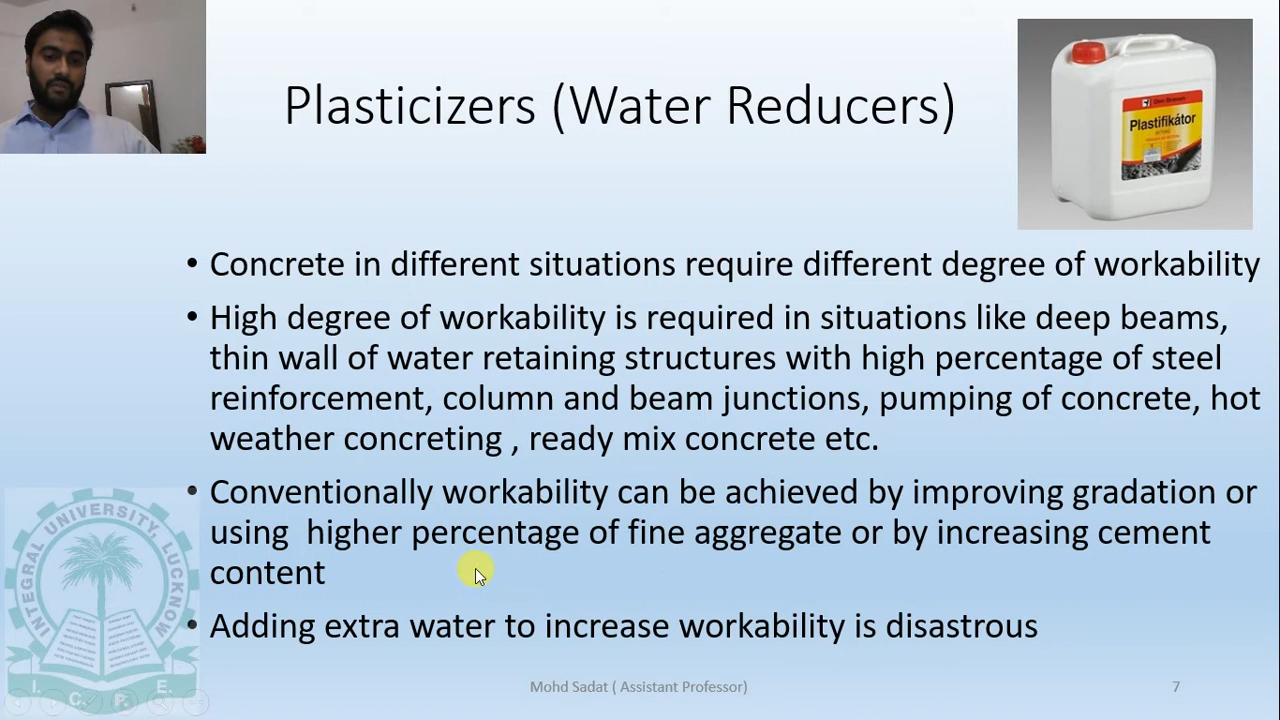 Plasticizers (Water Reducers)
Den Braven
Plastifikátor
• Concrete in different situations require different degree of workability
• High degree of workability is required in situations like deep beams,
thin wall of water retaining structures with high percentage of steel
reinforcement, column and beam junctions, pumping of concrete, hot
weather concreting , ready mix concrete etc.
• Conventionally workability can be achieved by improving gradation or
using higher percentage of fine aggregate or by increasing cement
content
• Adding extra water to increase workability is disastrous
INTEGRAL UNIVERSITY, LUCKNOW
I. C. P. E.
Mohd Sadat ( Assistant Professor)
7